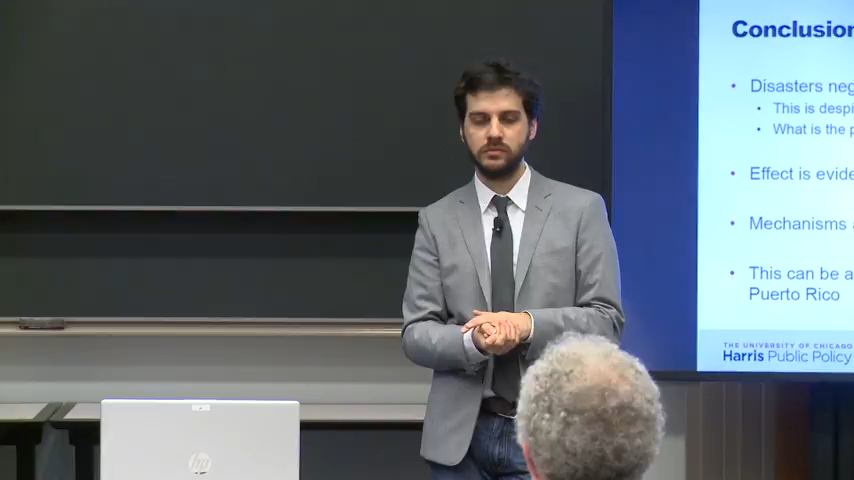 Conclusion
• Disasters neg
• This is despi
• What is the p
• Effect is evide
• Mechanisms a
• This can be a
Puerto Rico
THE UNIVERSITY OF CHICAGO
Harris Public Policy
hp